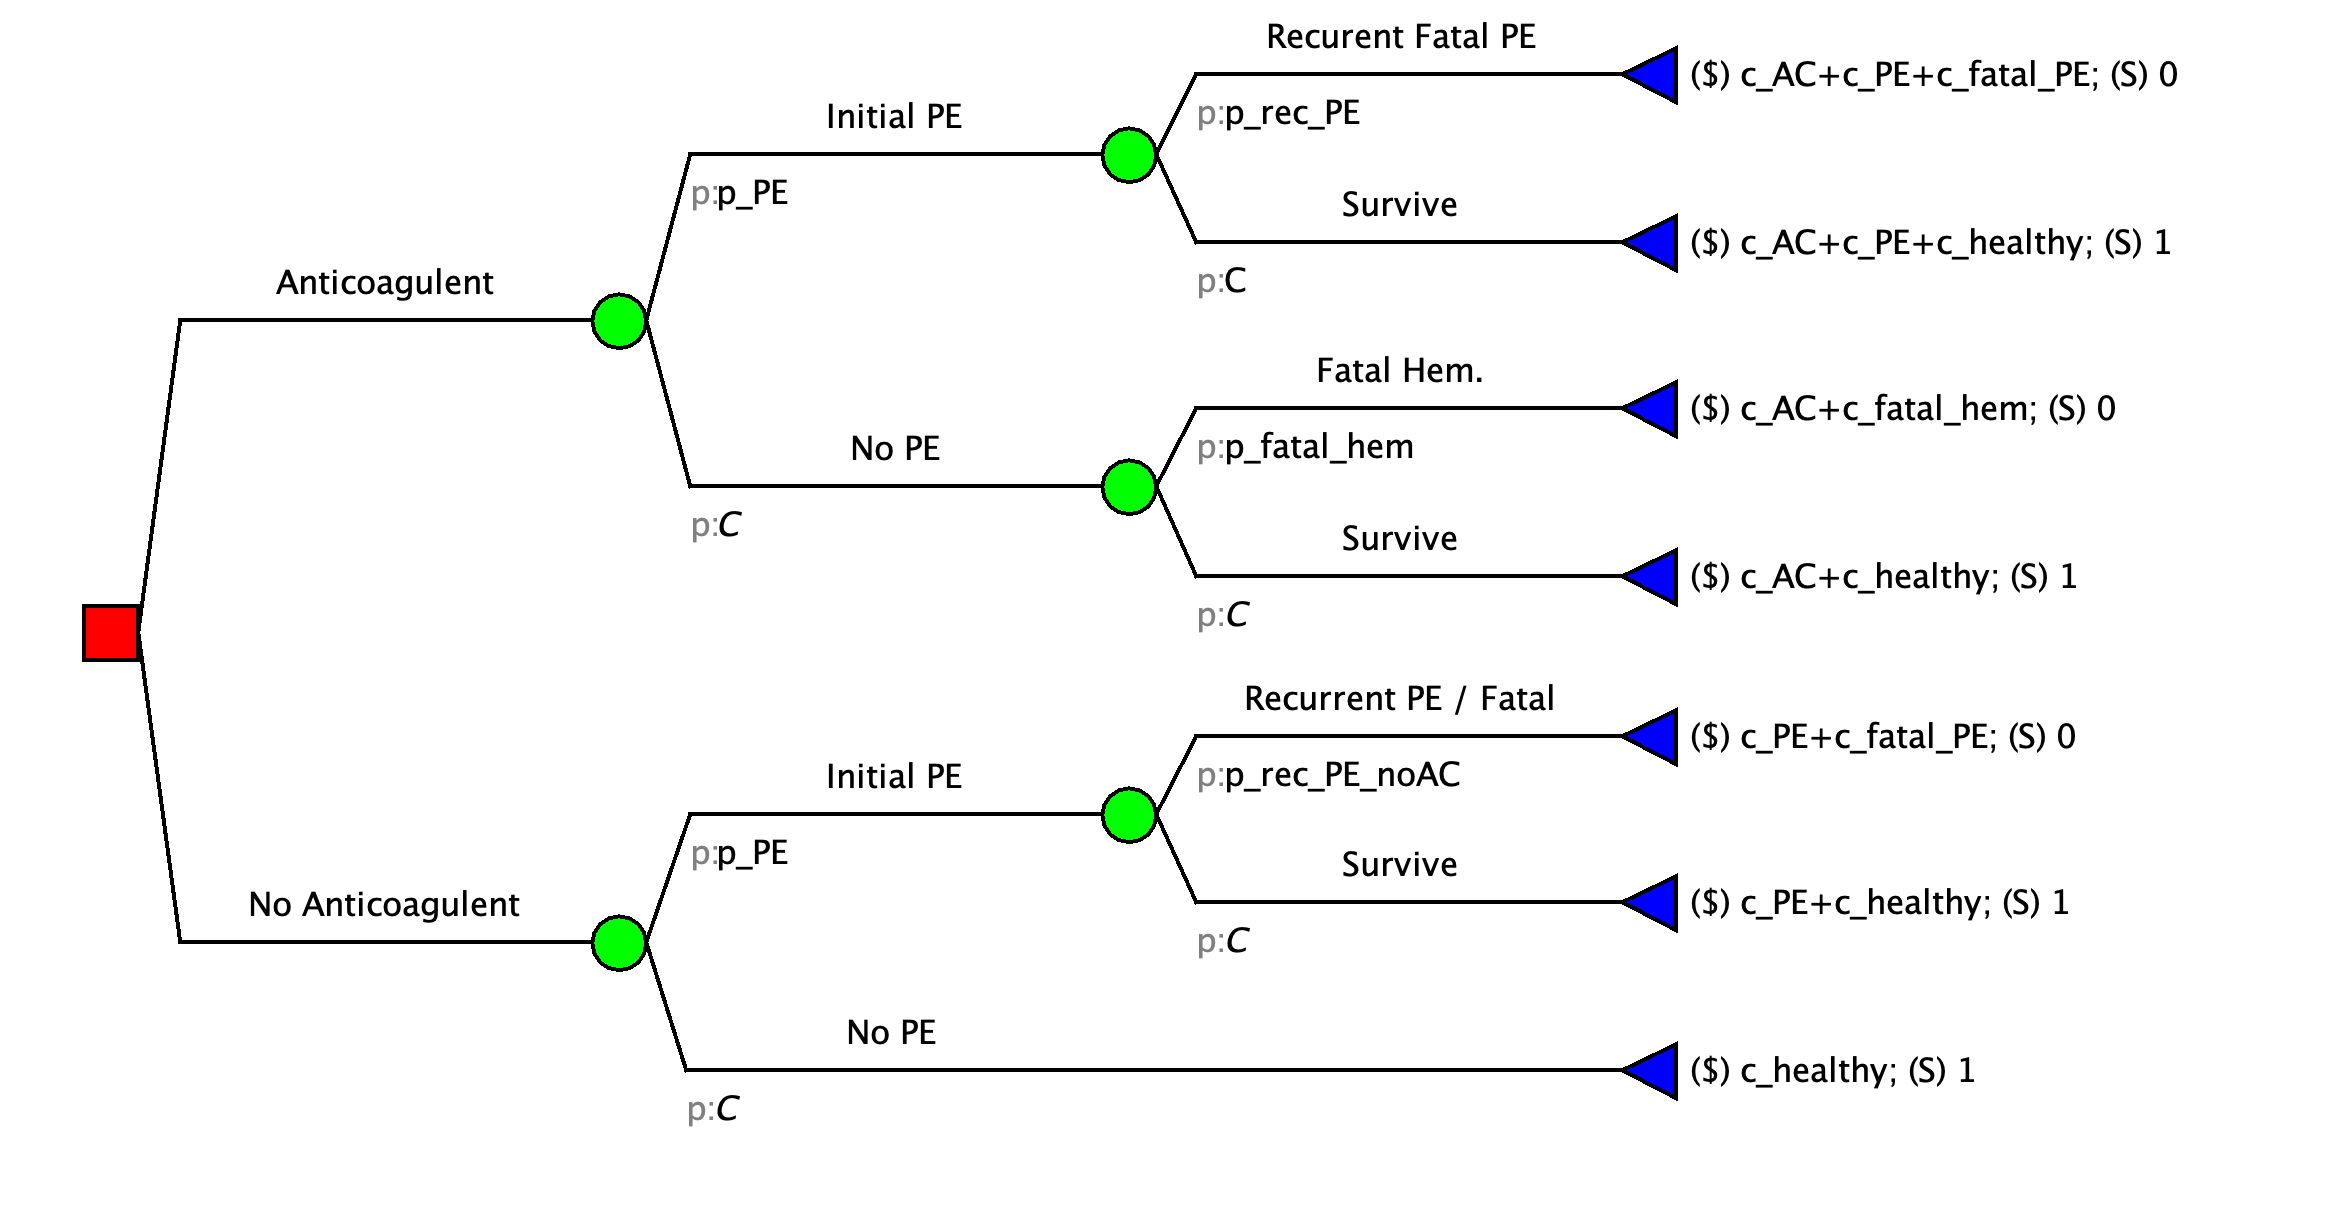 Recurent Fatal PE
($) c_AC+c_PE+c_fatal_PE; (S) 0
p:p_rec_PE
Initial PE
p:p_PE
Survive
($) c_AC+c_PE+c_healthy; (S) 1
p:C
Anticoagulent
Fatal Hem.
($) c_AC+c_fatal_hem; (S) 0
p:p_fatal_hem
No PE
p:C
Survive
($) c_AC+c_healthy; (S) 1
p:C
Recurrent PE / Fatal
($) c_PE+c_fatal_PE; (S) 0
p:p_rec_PE_noAC
Initial PE
p:p_PE
Survive
($) c_PE+c_healthy; (S) 1
p:C
No Anticoagulent
No PE
($) c_healthy; (S) 1
p:C